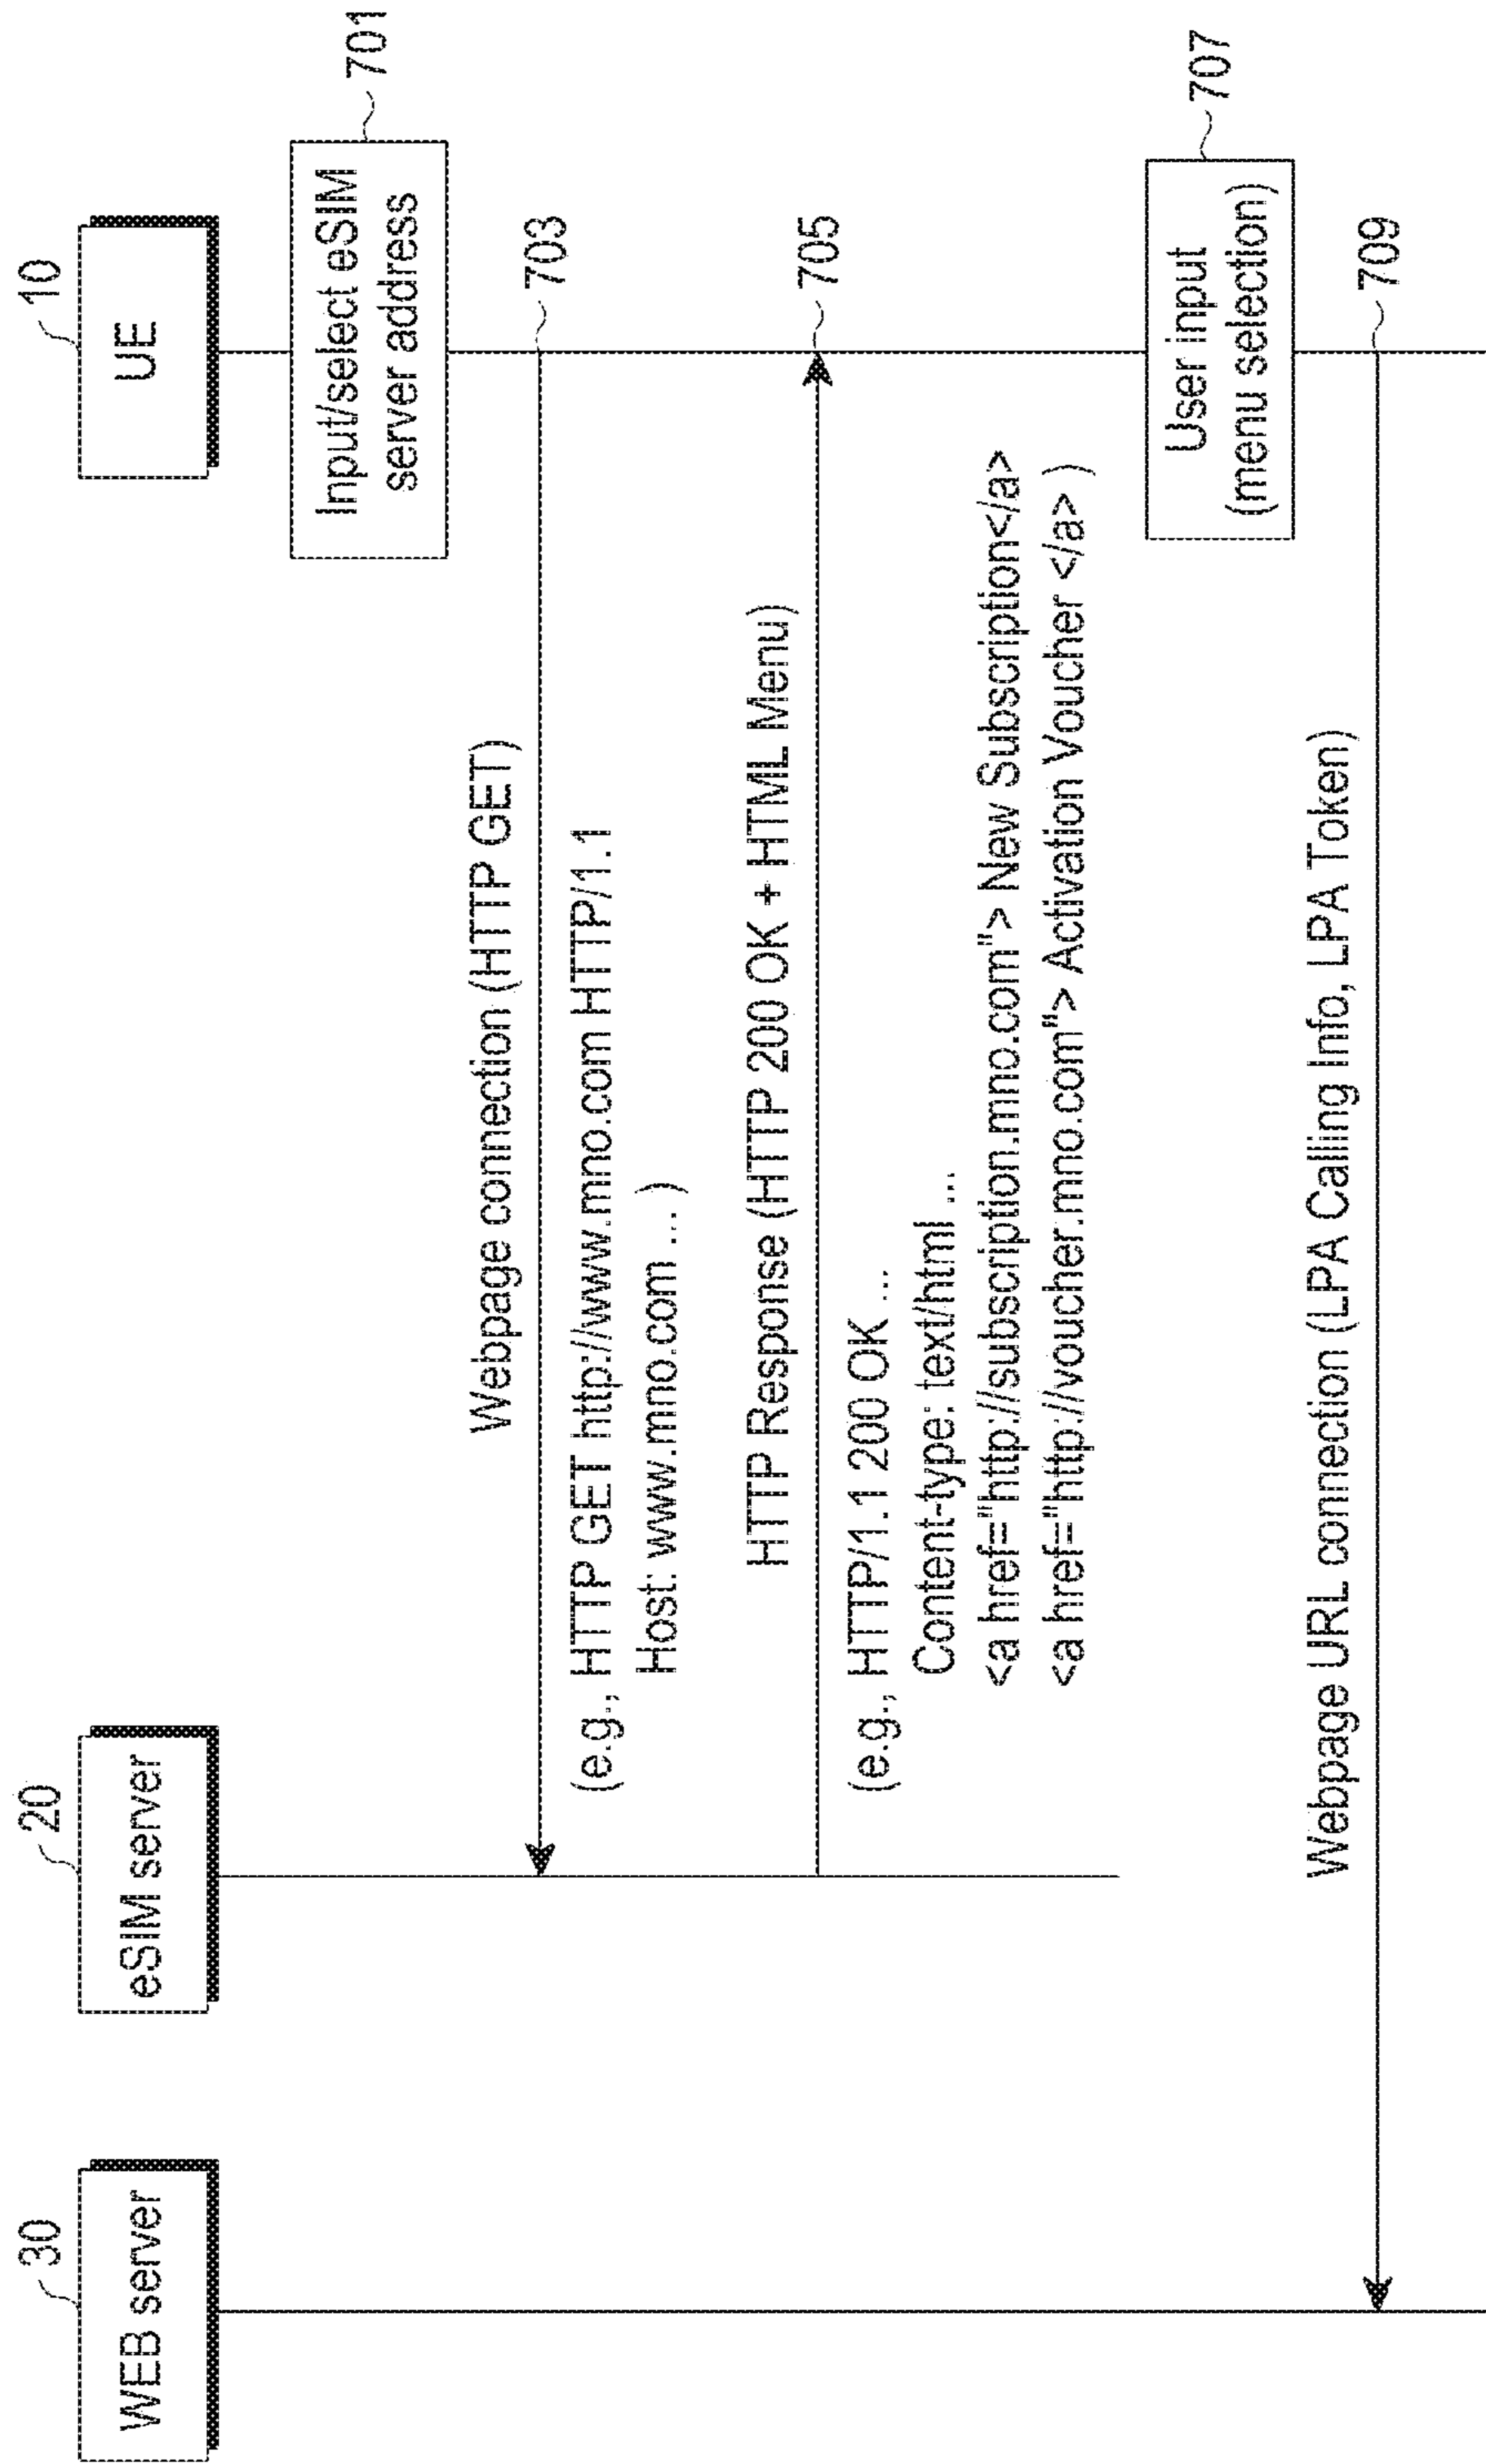 30
WEB server
20
eSIM server
10
UE
Input/select eSIM
server address
701
Webpage connection (HTTP GET)
703
(e.g., HTTP GET http://www.mno.com HTTP/1.1
Host: www.mno.com ... )
HTTP Response (HTTP 200 OK + HTML Menu)
705
(e.g., HTTP/1.1 200 OK ...
Content-type: text/html ...
<a href="http://subscription.mno.com"> New Subscription</a>
<a href="http://voucher.mno.com"> Activation Voucher </a> )
User input
(menu selection)
707
Webpage URL connection (LPA Calling Info, LPA Token)
709